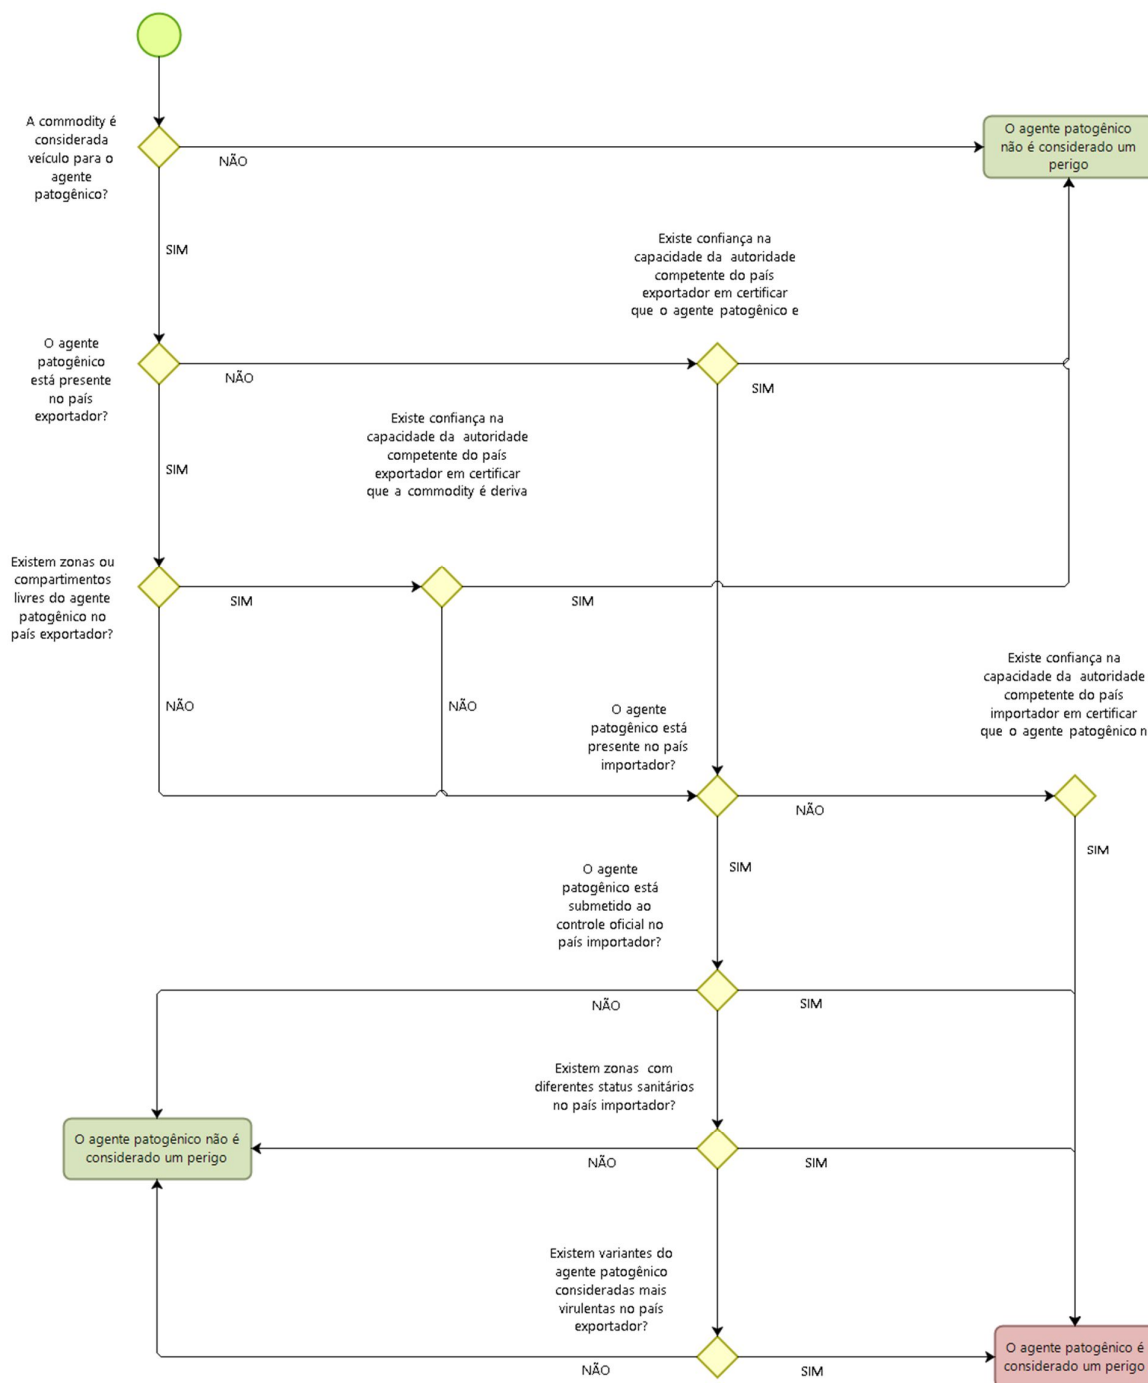 A commodity é
considerada
veículo para o
agente
patogênico?
NÃO
O agente patogênico
não é considerado um
perigo
SIM
Existe confiança na
capacidade da autoridade
competente do país
exportador em certificar
que o agente patogênico e
O agente
patogênico
está presente
no país
exportador?
NÃO
SIM
Existe confiança na
capacidade da autoridade
competente do país
exportador em certificar
que a commodity é deriva
SIM
Existem zonas ou
compartimentos
livres do agente
patogênico no
país exportador?
SIM
SIM
Existe confiança na
capacidade da autoridade
competente do país
importador em certificar
que o agente patogênico n
NÃO
NÃO
O agente
patogênico está
presente no país
importador?
NÃO
SIM
SIM
O agente
patogênico está
submetido ao
controle oficial no
país importador?
NÃO
SIM
Existem zonas com
diferentes status sanitários
no país importador?
O agente patogênico não é
considerado um perigo
NÃO
SIM
Existem variantes do
agente patogênico
consideradas mais
virulentas no país
exportador?
NÃO
SIM
O agente patogênico é
considerado um perigo